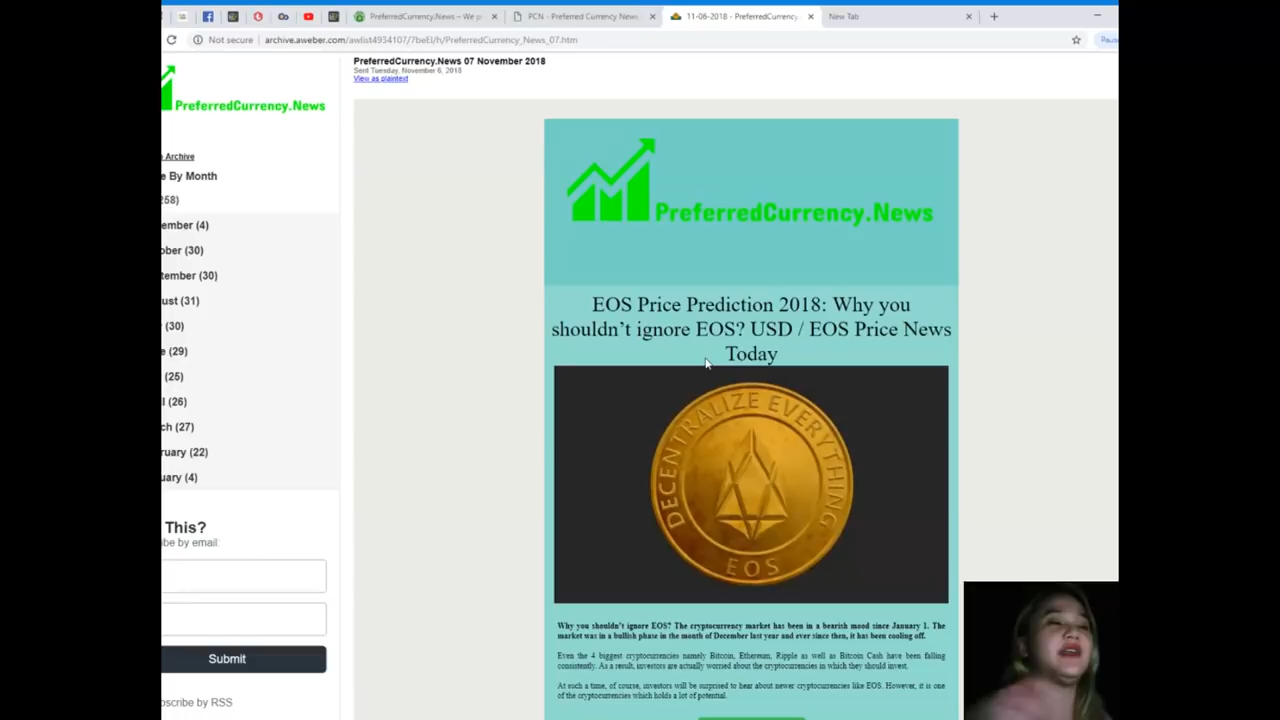 PreferredCurrency.News – We p
PCN - Preferred Currency News
11-06-2018 - PreferredCurrency
New Tab
Not secure | archive.aweber.com/awlist4934107/7beEI/h/PreferredCurrency_News_07.htm
Paus
PreferredCurrency.News 07 November 2018
Sent Tuesday, November 6, 2018
View as plaintext
PreferredCurrency.News
Archive
e By Month
258)
ember (4)
ober (30)
tember (30)
ust (31)
(30)
e (29)
(25)
il (26)
ch (27)
ruary (22)
uary (4)
This?
ibe by email:
Submit
bscribe by RSS
PreferredCurrency.News
EOS Price Prediction 2018: Why you
shouldn't ignore EOS? USD / EOS Price News
Today
DECENTRALIZE EVERYTHING
EOS
Why you shouldn't ignore EOS? The cryptocurrency market has been in a bearish mood since January 1. The
market was in a bullish phase in the month of December last year and ever since then, it has been cooling off.
Even the 4 biggest cryptocurrencies namely Bitcoin, Ethereum, Ripple as well as Bitcoin Cash have been falling
consistently. As a result, investors are actually worried about the cryptocurrencies in which they should invest.
At such a time, of course, investors will be surprised to hear about newer cryptocurrencies like EOS. However, it is one
of the cryptocurrencies which holds a lot of potential.